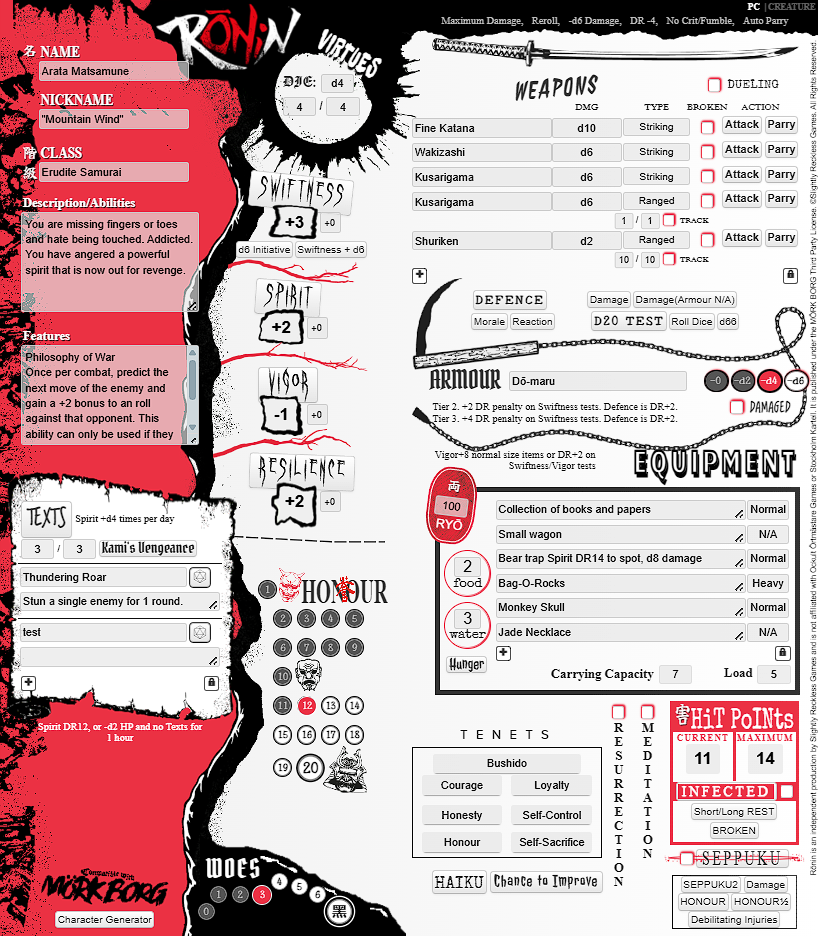 PC | CREATURE
Maximum Damage, Reroll, -d6 Damage, DR -4, No Crit/Fumble, Auto Parry
RŌNIN
名 NAME
Arata Matsamune
NICKNAME
"Mountain Wind"
階 CLASS
級 Erudite Samurai
Description/Abilities
You are missing fingers or toes
and hate being touched. Addicted.
You have angered a powerful
spirit that is now out for revenge.
Features
Philosophy of War
Once per combat, predict the
next move of the enemy and
gain a +2 bonus to an roll
against that opponent. This
ability can only be used if they
TEXTS Spirit +d4 times per day
3 / 3 Kami's Vengeance
Thundering Roar
Stun a single enemy for 1 round.
test
Spirit DR12, or -d2 HP and no Texts for
1 hour
Compatible with
MÖRK BORG
Character Generator
VIRTUES
DIE: d4
4 / 4
SWIFTNESS
+3 +0
d6 Initiative Swiftness + d6
SPIRIT
+2 +0
VIGOR
-1 +0
RESILIENCE
+2 +0
1 HONOUR
2 3 4 5
6 7 8 9
10
11 12 13 14
15 16 17 18
19 20
WOES
0 1 2 3 4 5 6 黑
WEAPONS DUELING
DMG TYPE BROKEN ACTION
Fine Katana d10 Striking Attack Parry
Wakizashi d6 Striking Attack Parry
Kusarigama d6 Striking Attack Parry
Kusarigama d6 Ranged Attack Parry
1 / 1 TRACK
Shuriken d2 Ranged Attack Parry
10 / 10 TRACK
DEFENCE Damage Damage(Armour N/A)
Morale Reaction D20 TEST Roll Dice d66
ARMOUR Dō-maru -0 -d2 -d4 -d6
Tier 2. +2 DR penalty on Swiftness tests. Defence is DR+2.
Tier 3. +4 DR penalty on Swiftness tests. Defence is DR+2.
DAMAGED
Vigor+8 normal size items or DR+2 on
Swiftness/Vigor tests
EQUIPMENT
両
100
RYŌ
2
food
3
water
Hunger
Collection of books and papers Normal
Small wagon N/A
Bear trap Spirit DR14 to spot, d8 damage Normal
Bag-O-Rocks Heavy
Monkey Skull Normal
Jade Necklace N/A
Carrying Capacity 7 Load 5
TENETS
Bushido
Courage Loyalty
Honesty Self-Control
Honour Self-Sacrifice
HAIKU Chance to Improve
RESURRECTION
MEDITATION
害 HiT PoINts
CURRENT MAXIMUM
11 14
INFECTED
Short/Long REST
BROKEN
SEPPUKU
SEPPUKU2 Damage
HONOUR HONOUR½
Debilitating Injuries
Rōnin is an independent production by Slightly Reckless Games and is not affiliated with Ockult Örtmästare Games or Stockholm Kartell. It is published under the MÖRK BORG Third Party License. ©Slightly Reckless Games. All Rights Reserved.